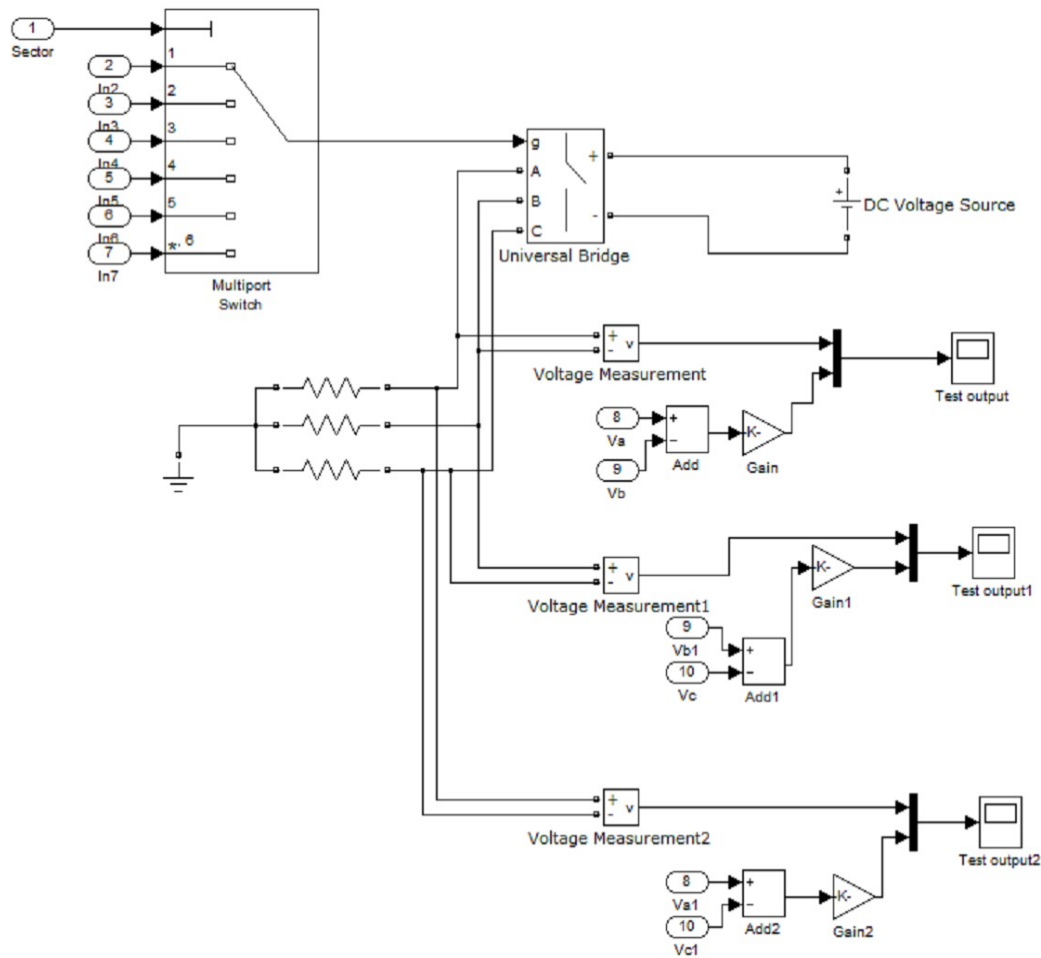 1
Sector
1
2
In2
2
3
In3
3
4
In4
4
5
In5
5
6
In6
*, 6
7
In7
Multiport
Switch
g
A
B
C
+
-
Universal Bridge
+
DC Voltage Source
+
-
v
Voltage Measurement
Test output
8
Va
9
Vb
+
-
Add
K-
Gain
+
-
v
Voltage Measurement1
K-
Gain1
Test output1
9
Vb1
10
Vc
+
-
Add1
+
-
v
Voltage Measurement2
Test output2
8
Va1
10
Vc1
+
-
Add2
K-
Gain2